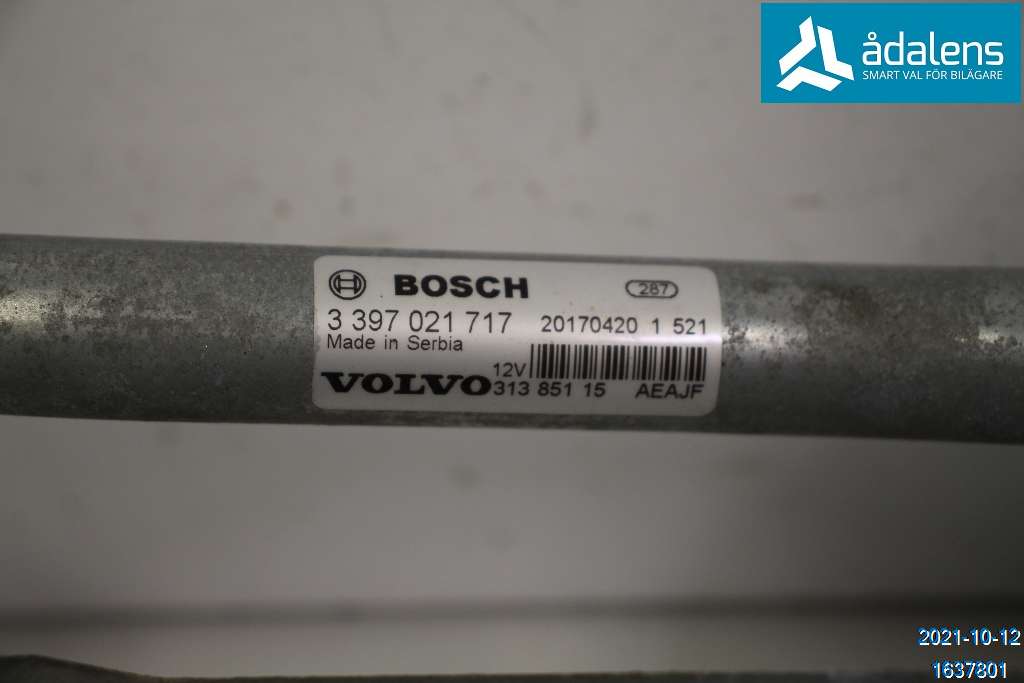 ådalens
SMART VAL FÖR BILÄGARE
BOSCH 287
3 397 021 717 20170420 1 521
Made in Serbia
12V
VOLVO 313 851 15 AEAJF
2021-10-12
1637801